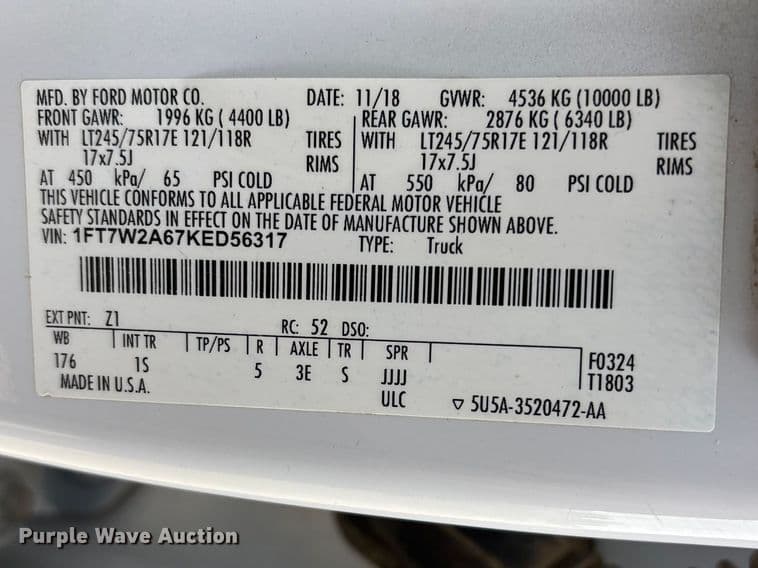 MFD. BY FORD MOTOR CO. DATE: 11/18 GVWR: 4536 KG (10000 LB)
FRONT GAWR: 1996 KG ( 4400 LB) REAR GAWR: 2876 KG ( 6340 LB)
WITH LT245/75R17E 121/118R TIRES WITH LT245/75R17E 121/118R TIRES
17x7.5J RIMS 17x7.5J RIMS
AT 450 kPa/ 65 PSI COLD AT 550 kPa/ 80 PSI COLD
THIS VEHICLE CONFORMS TO ALL APPLICABLE FEDERAL MOTOR VEHICLE
SAFETY STANDARDS IN EFFECT ON THE DATE OF MANUFACTURE SHOWN ABOVE.
VIN: 1FT7W2A67KED56317 TYPE: Truck
EXT PNT: Z1 RC: 52 DSO:
WB INT TR TP/PS R AXLE TR SPR F0324
176 1S 5 3E S JJJJ T1803
MADE IN U.S.A. ULC ▽ 5U5A-3520472-AA
Purple Wave Auction